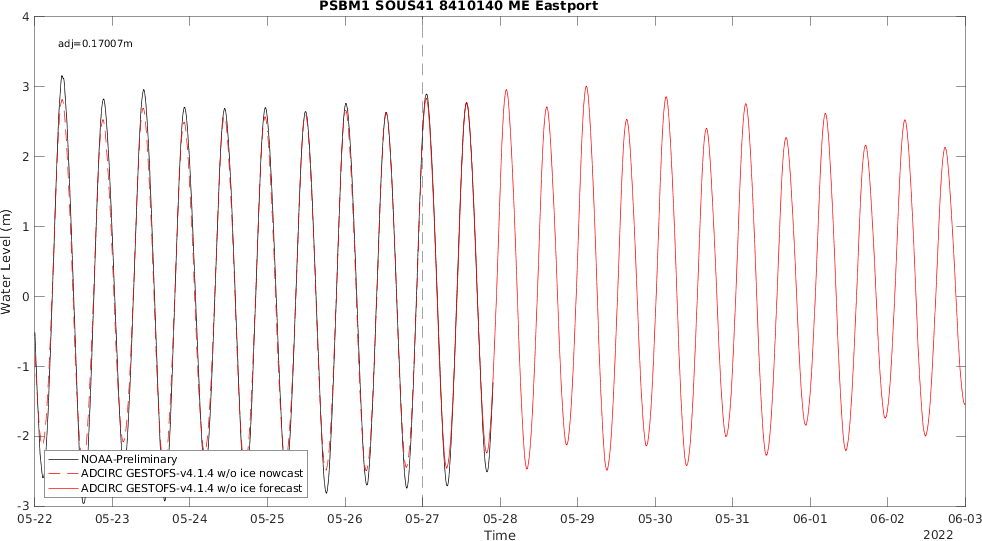 PSBM1 SOUS41 8410140 ME Eastport
adj=0.17007m
Water Level (m)
4
3
2
1
0
-1
-2
-3
NOAA-Preliminary
ADCIRC GESTOFS-v4.1.4 w/o ice nowcast
ADCIRC GESTOFS-v4.1.4 w/o ice forecast
05-22 05-23 05-24 05-25 05-26 05-27 05-28 05-29 05-30 05-31 06-01 06-02 06-03
Time
2022